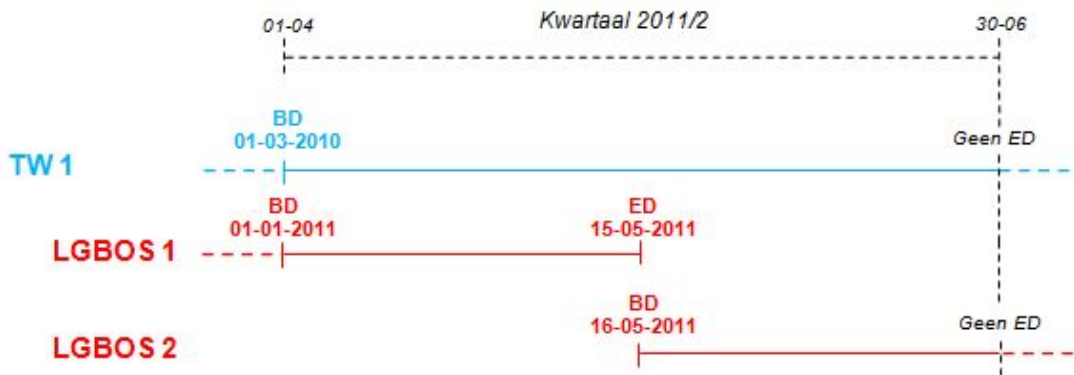 01-04 Kwartaal 2011/2 30-06
BD
01-03-2010
Geen ED
TW 1
BD
01-01-2011
ED
15-05-2011
LGBOS 1
BD
16-05-2011
Geen ED
LGBOS 2